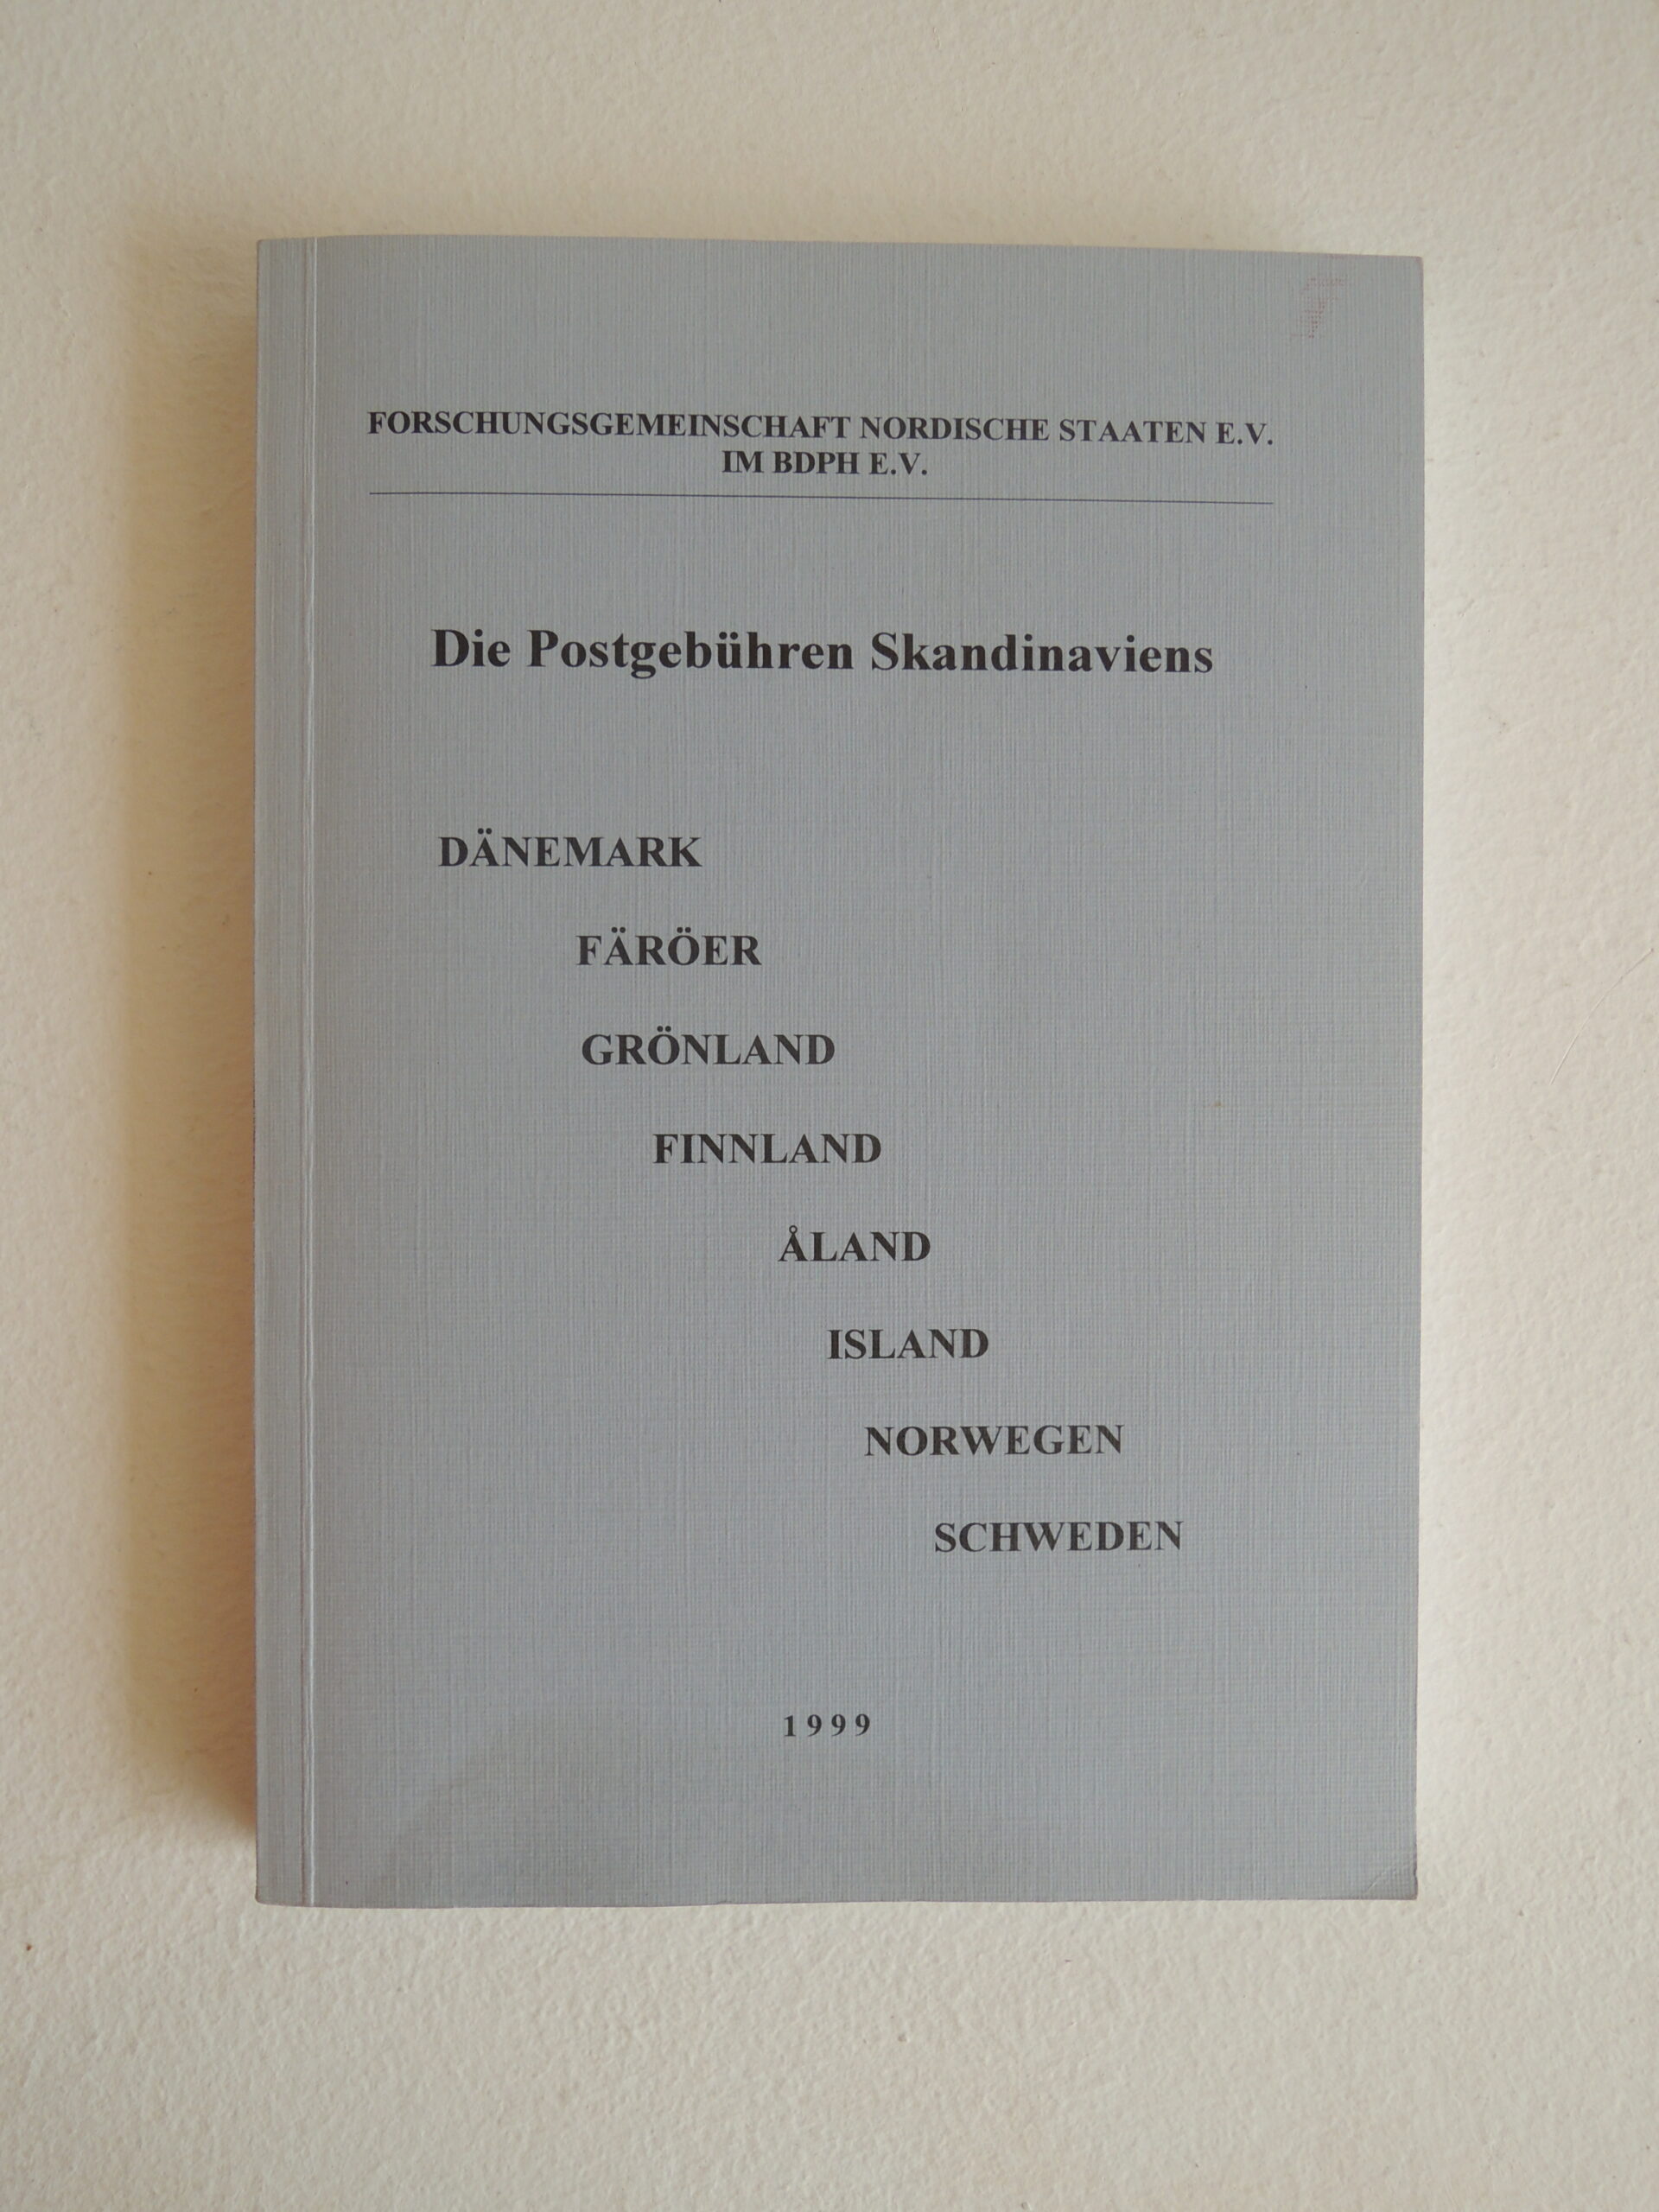 FORSCHUNGSGEMEINSCHAFT NORDISCHE STAATEN E.V.
IM BDPH E.V.
Die Postgebühren Skandinaviens
DÄNEMARK
FÄRÖER
GRÖNLAND
FINNLAND
ÅLAND
ISLAND
NORWEGEN
SCHWEDEN
1999